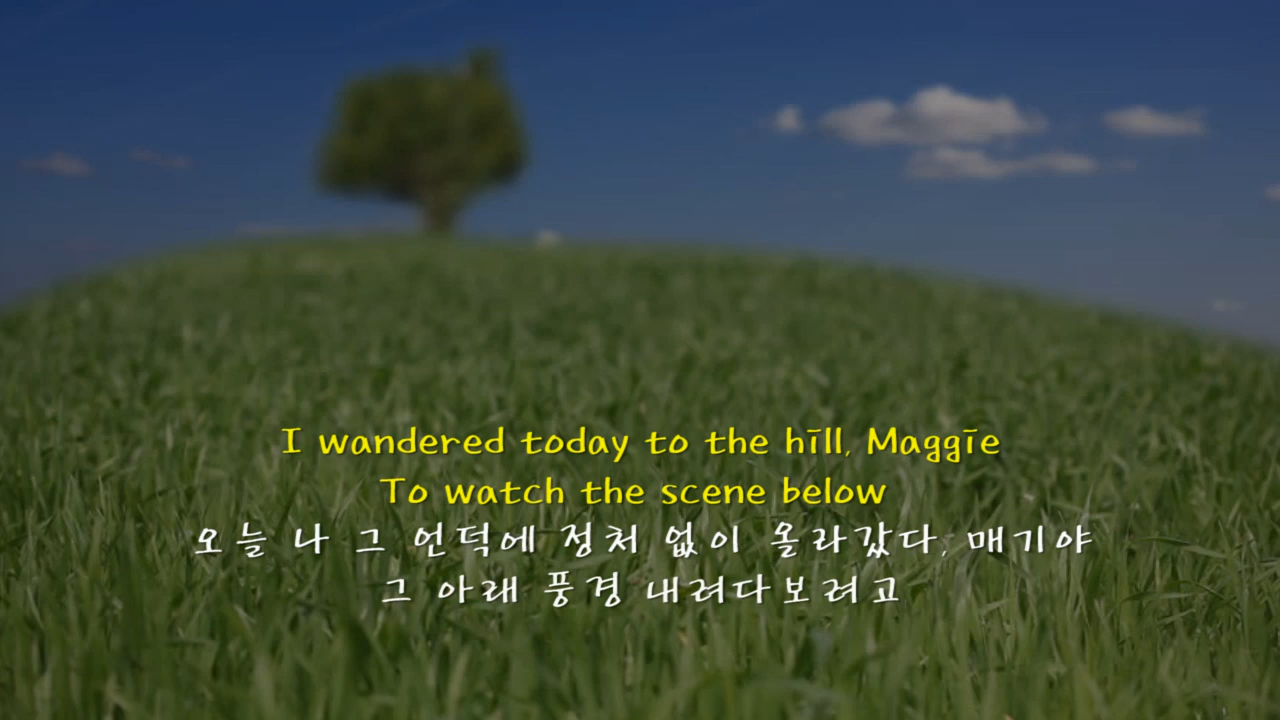 I wandered today to the hill, Maggie
To watch the scene below
오늘 나 그 언덕에 정처 없이 올라갔다, 매기야
그 아래 풍경 내려다보려고